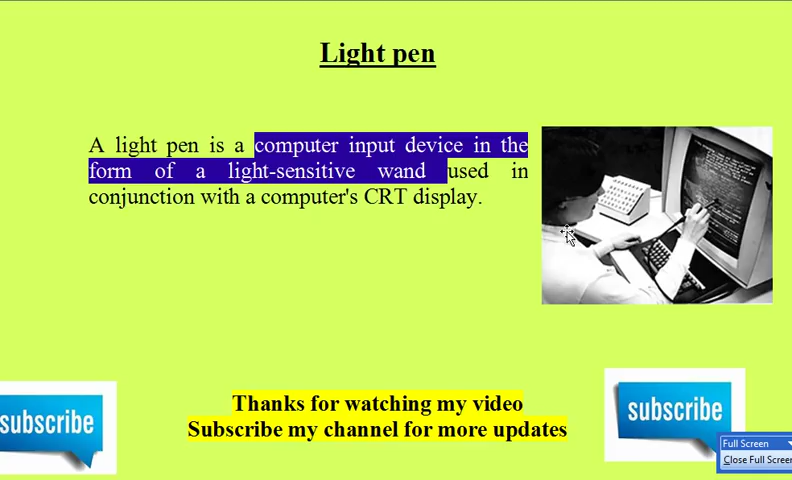 Light pen
A light pen is a computer input device in the
form of a light-sensitive wand used in
conjunction with a computer's CRT display.
Thanks for watching my video
Subscribe my channel for more updates
subscribe
subscribe
Full Screen
Close Full Screen